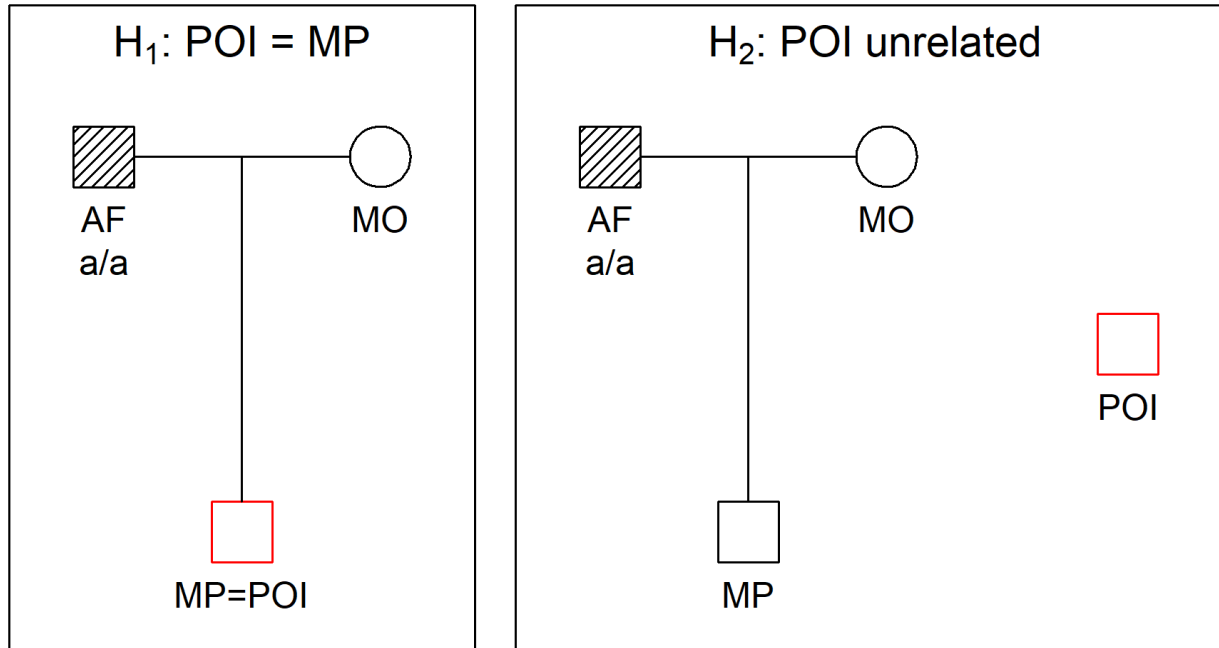 H₁: POI = MP
AF
a/a
MO
MP=POI
H₂: POI unrelated
AF
a/a
MO
POI
MP